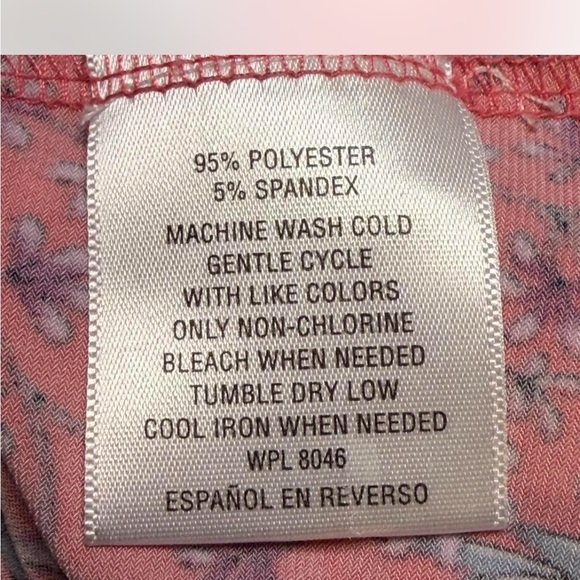 95% POLYESTER
5% SPANDEX
MACHINE WASH COLD
GENTLE CYCLE
WITH LIKE COLORS
ONLY NON-CHLORINE
BLEACH WHEN NEEDED
TUMBLE DRY LOW
COOL IRON WHEN NEEDED
WPL 8046
ESPAÑOL EN REVERSO